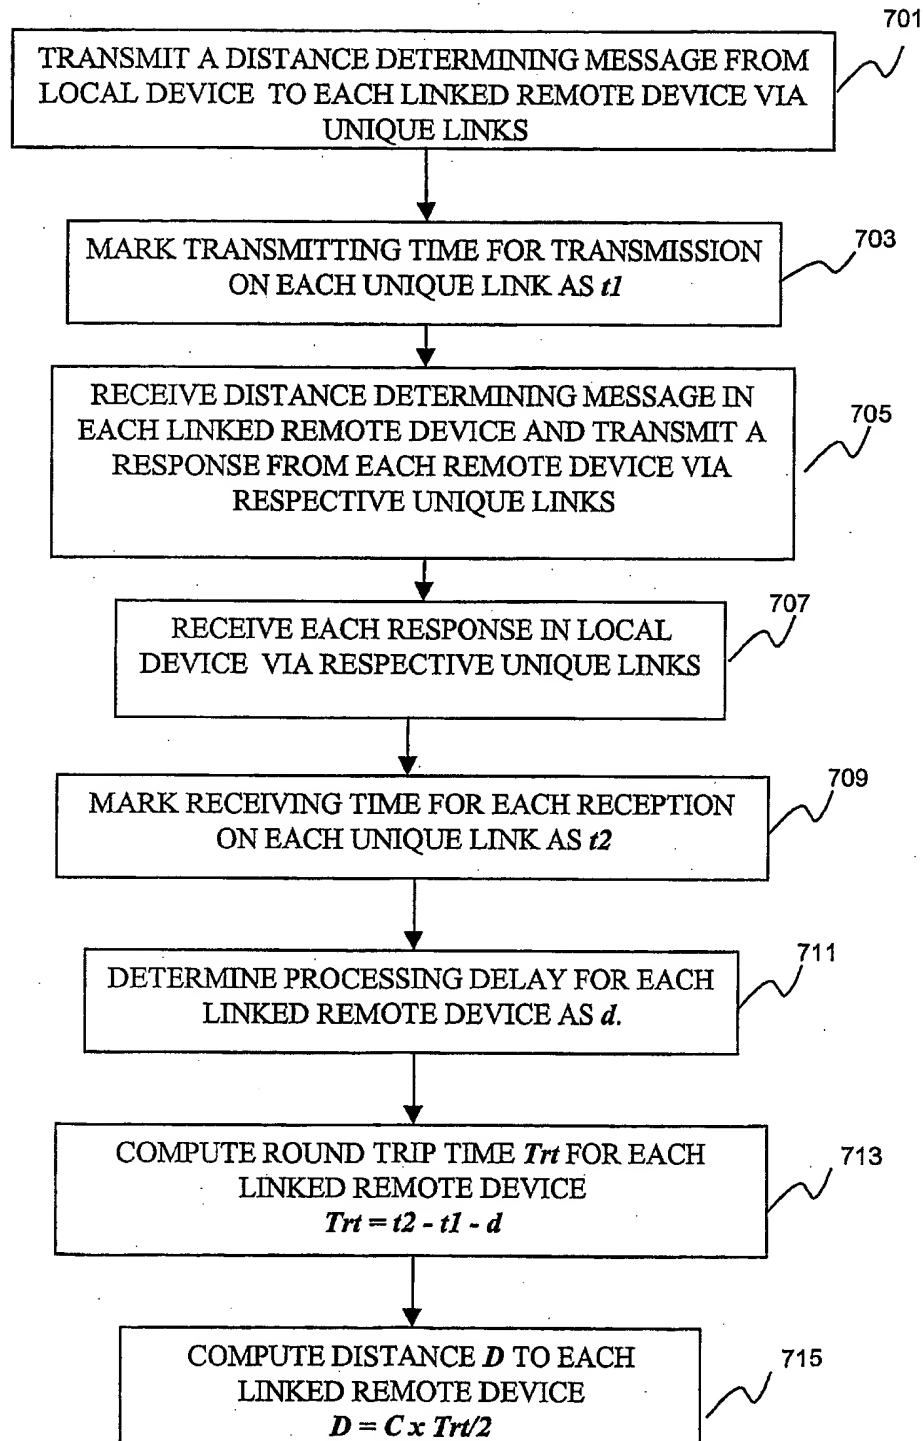 701
TRANSMIT A DISTANCE DETERMINING MESSAGE FROM
LOCAL DEVICE TO EACH LINKED REMOTE DEVICE VIA
UNIQUE LINKS
703
MARK TRANSMITTING TIME FOR TRANSMISSION
ON EACH UNIQUE LINK AS t1
705
RECEIVE DISTANCE DETERMINING MESSAGE IN
EACH LINKED REMOTE DEVICE AND TRANSMIT A
RESPONSE FROM EACH REMOTE DEVICE VIA
RESPECTIVE UNIQUE LINKS
707
RECEIVE EACH RESPONSE IN LOCAL
DEVICE VIA RESPECTIVE UNIQUE LINKS
709
MARK RECEIVING TIME FOR EACH RECEPTION
ON EACH UNIQUE LINK AS t2
711
DETERMINE PROCESSING DELAY FOR EACH
LINKED REMOTE DEVICE AS d.
713
COMPUTE ROUND TRIP TIME Trt FOR EACH
LINKED REMOTE DEVICE
Trt = t2 - t1 - d
715
COMPUTE DISTANCE D TO EACH
LINKED REMOTE DEVICE
D = C x Trt/2